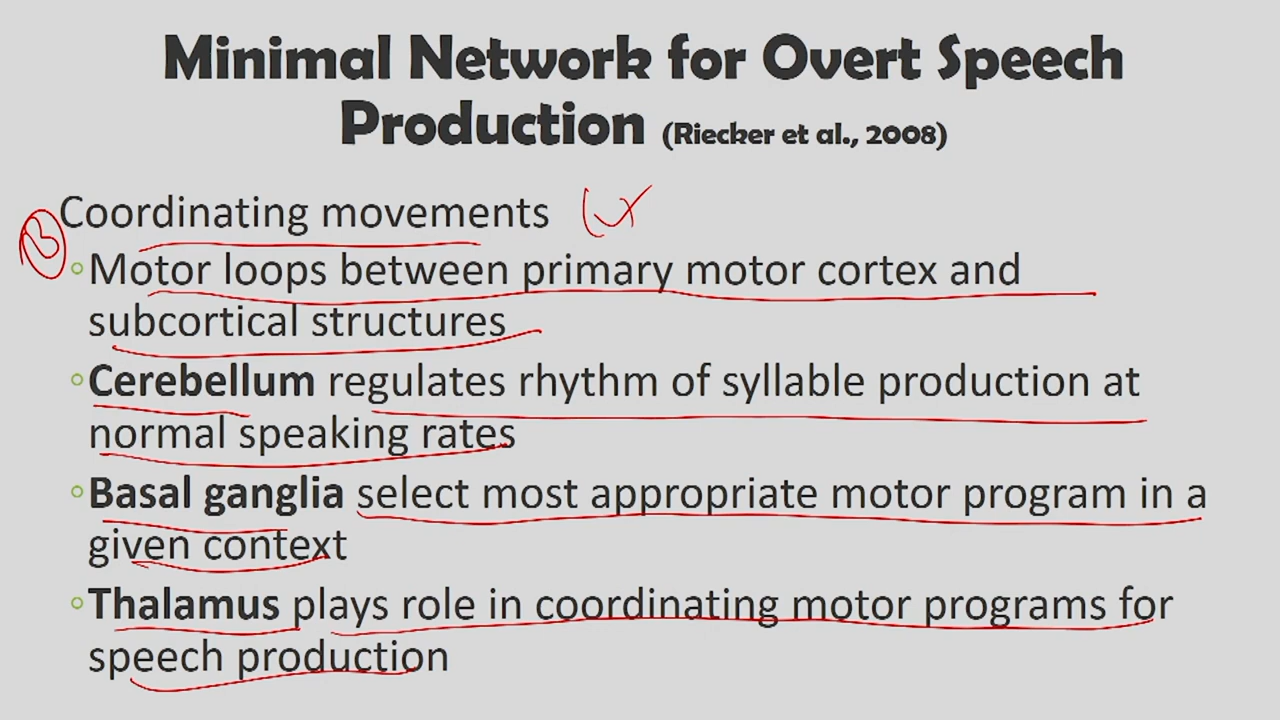 Minimal Network for Overt Speech
Production (Riecker et al., 2008)
Coordinating movements
Motor loops between primary motor cortex and
subcortical structures
Cerebellum regulates rhythm of syllable production at
normal speaking rates
Basal ganglia select most appropriate motor program in a
given context
Thalamus plays role in coordinating motor programs for
speech production